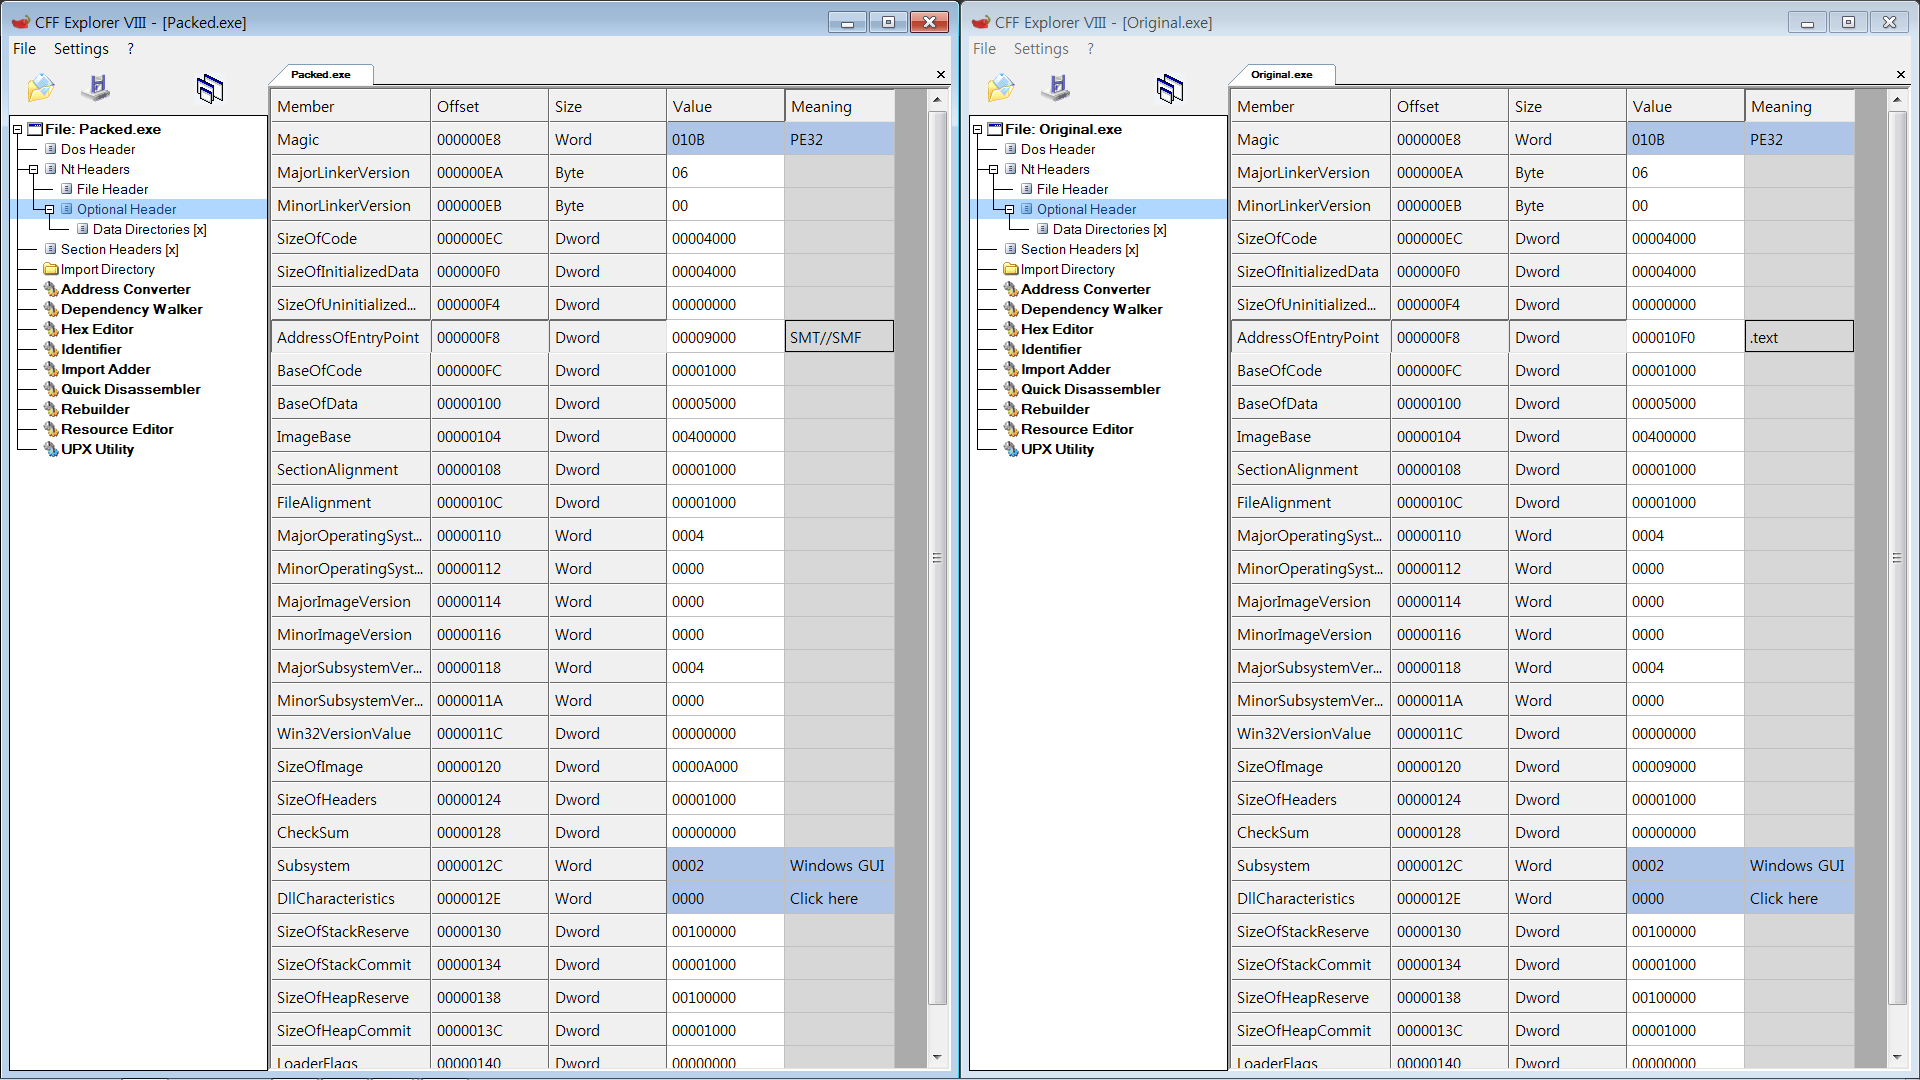 CFF Explorer VIII - [Packed.exe]
File Settings ?
Packed.exe
File: Packed.exe
Dos Header
Nt Headers
File Header
Optional Header
Data Directories [x]
Section Headers [x]
Import Directory
Address Converter
Dependency Walker
Hex Editor
Identifier
Import Adder
Quick Disassembler
Rebuilder
Resource Editor
UPX Utility
Member Offset Size Value Meaning
Magic 000000E8 Word 010B PE32
MajorLinkerVersion 000000EA Byte 06
MinorLinkerVersion 000000EB Byte 00
SizeOfCode 000000EC Dword 00004000
SizeOfInitializedData 000000F0 Dword 00004000
SizeOfUninitialized... 000000F4 Dword 00000000
AddressOfEntryPoint 000000F8 Dword 00009000 SMT//SMF
BaseOfCode 000000FC Dword 00001000
BaseOfData 00000100 Dword 00005000
ImageBase 00000104 Dword 00400000
SectionAlignment 00000108 Dword 00001000
FileAlignment 0000010C Dword 00001000
MajorOperatingSyst... 00000110 Word 0004
MinorOperatingSyst... 00000112 Word 0000
MajorImageVersion 00000114 Word 0000
MinorImageVersion 00000116 Word 0000
MajorSubsystemVer... 00000118 Word 0004
MinorSubsystemVer... 0000011A Word 0000
Win32VersionValue 0000011C Dword 00000000
SizeOfImage 00000120 Dword 0000A000
SizeOfHeaders 00000124 Dword 00001000
CheckSum 00000128 Dword 00000000
Subsystem 0000012C Word 0002 Windows GUI
DllCharacteristics 0000012E Word 0000 Click here
SizeOfStackReserve 00000130 Dword 00100000
SizeOfStackCommit 00000134 Dword 00001000
SizeOfHeapReserve 00000138 Dword 00100000
SizeOfHeapCommit 0000013C Dword 00001000
LoaderFlags 00000140 Dword 00000000
CFF Explorer VIII - [Original.exe]
File Settings ?
Original.exe
File: Original.exe
Dos Header
Nt Headers
File Header
Optional Header
Data Directories [x]
Section Headers [x]
Import Directory
Address Converter
Dependency Walker
Hex Editor
Identifier
Import Adder
Quick Disassembler
Rebuilder
Resource Editor
UPX Utility
Member Offset Size Value Meaning
Magic 000000E8 Word 010B PE32
MajorLinkerVersion 000000EA Byte 06
MinorLinkerVersion 000000EB Byte 00
SizeOfCode 000000EC Dword 00004000
SizeOfInitializedData 000000F0 Dword 00004000
SizeOfUninitialized... 000000F4 Dword 00000000
AddressOfEntryPoint 000000F8 Dword 000010F0 .text
BaseOfCode 000000FC Dword 00001000
BaseOfData 00000100 Dword 00005000
ImageBase 00000104 Dword 00400000
SectionAlignment 00000108 Dword 00001000
FileAlignment 0000010C Dword 00001000
MajorOperatingSyst... 00000110 Word 0004
MinorOperatingSyst... 00000112 Word 0000
MajorImageVersion 00000114 Word 0000
MinorImageVersion 00000116 Word 0000
MajorSubsystemVer... 00000118 Word 0004
MinorSubsystemVer... 0000011A Word 0000
Win32VersionValue 0000011C Dword 00000000
SizeOfImage 00000120 Dword 00009000
SizeOfHeaders 00000124 Dword 00001000
CheckSum 00000128 Dword 00000000
Subsystem 0000012C Word 0002 Windows GUI
DllCharacteristics 0000012E Word 0000 Click here
SizeOfStackReserve 00000130 Dword 00100000
SizeOfStackCommit 00000134 Dword 00001000
SizeOfHeapReserve 00000138 Dword 00100000
SizeOfHeapCommit 0000013C Dword 00001000
LoaderFlags 00000140 Dword 00000000